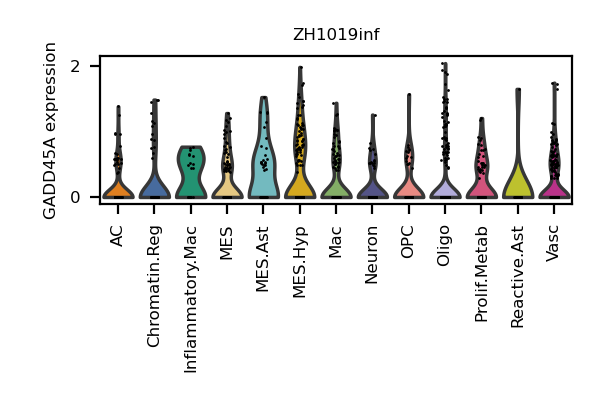 ZH1019inf
GADD45A expression
2
0
AC
Chromatin.Reg
Inflammatory.Mac
MES
MES.Ast
MES.Hyp
Mac
Neuron
OPC
Oligo
Prolif.Metab
Reactive.Ast
Vasc